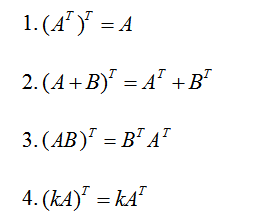 1. (A^T)^T = A
2. (A + B)^T = A^T + B^T
3. (AB)^T = B^T A^T
4. (kA)^T = kA^T